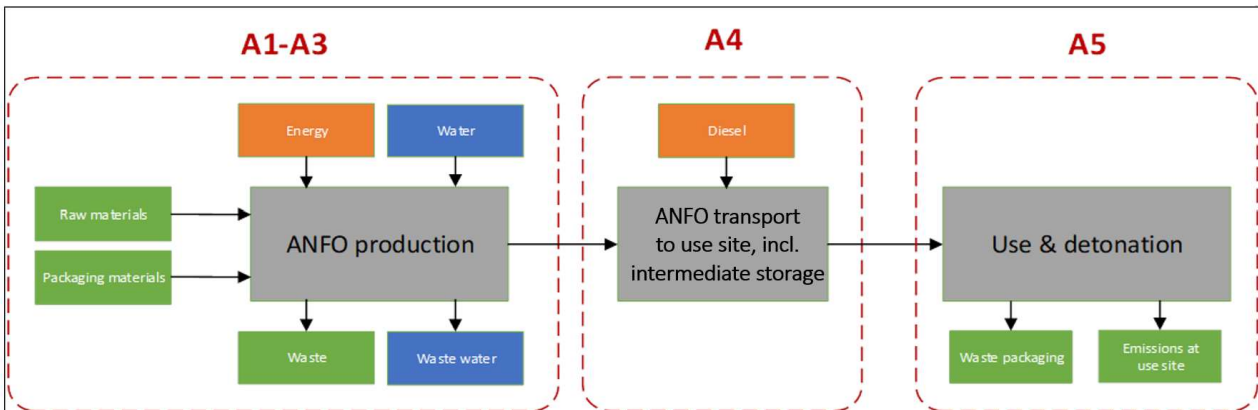 A1-A3
A4
A5
Energy
Water
Diesel
Raw materials
Packaging materials
ANFO production
ANFO transport
to use site, incl.
intermediate storage
Use & detonation
Waste
Waste water
Waste packaging
Emissions at
use site